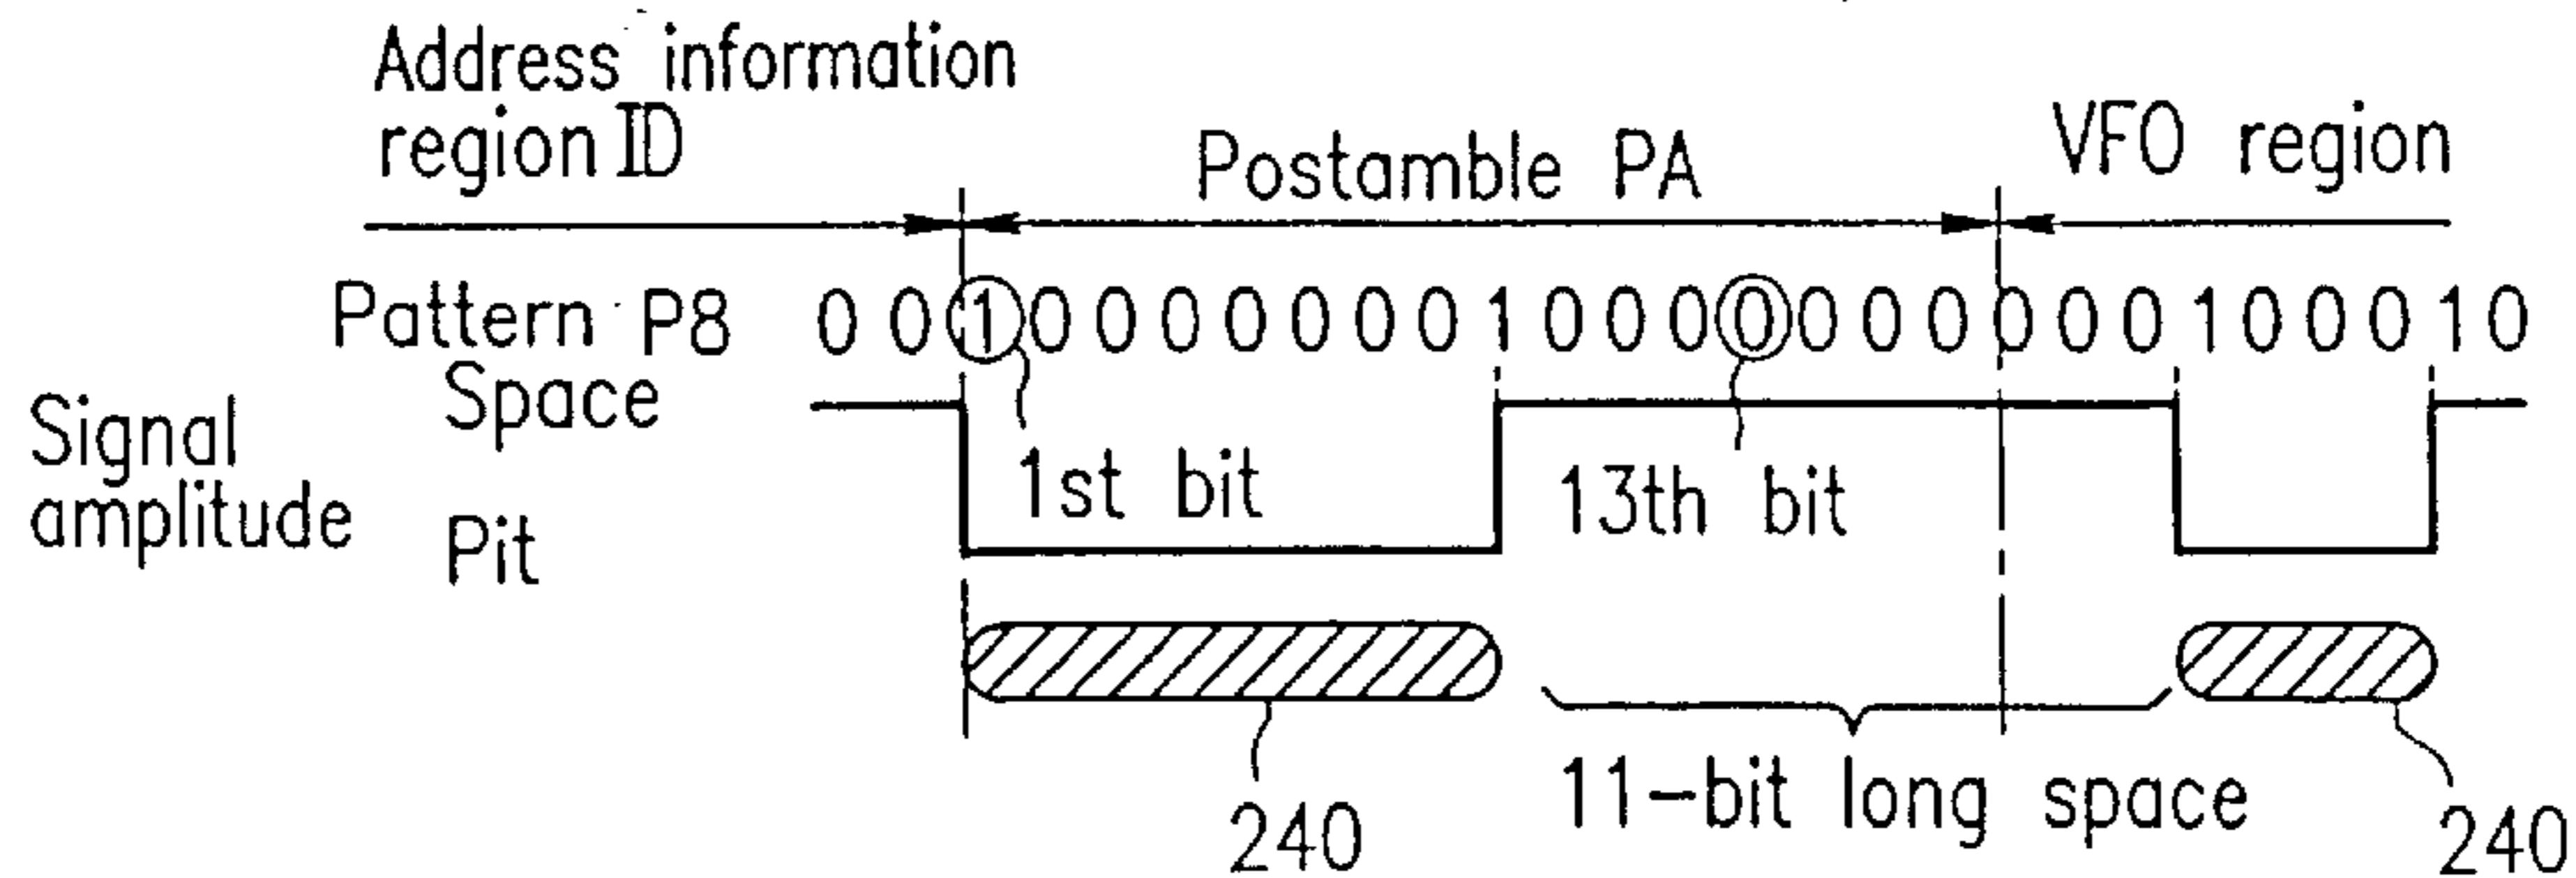 Address information
region ID
Postamble PA
VFO region
Pattern P8 0 0 1 0 0 0 0 0 0 0 1 0 0 0 0 0 0 0 0 0 0 1 0 0 0 1 0
Space
Signal
amplitude
1st bit
13th bit
Pit
11-bit long space
240
240